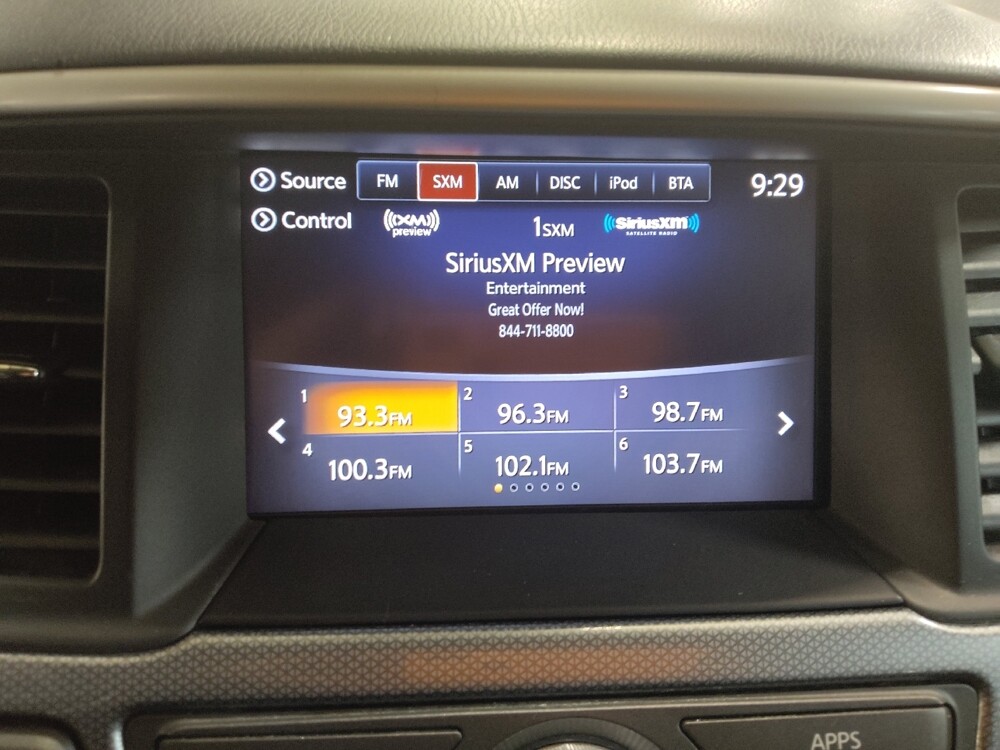 Source FM SXM AM DISC iPod BTA 9:29
Control ((XM)) preview 1SXM ((SiriusXM)) SATELLITE RADIO
SiriusXM Preview
Entertainment
Great Offer Now!
844-711-8800
1 93.3FM 2 96.3FM 3 98.7FM
4 100.3FM 5 102.1FM 6 103.7FM
APPS